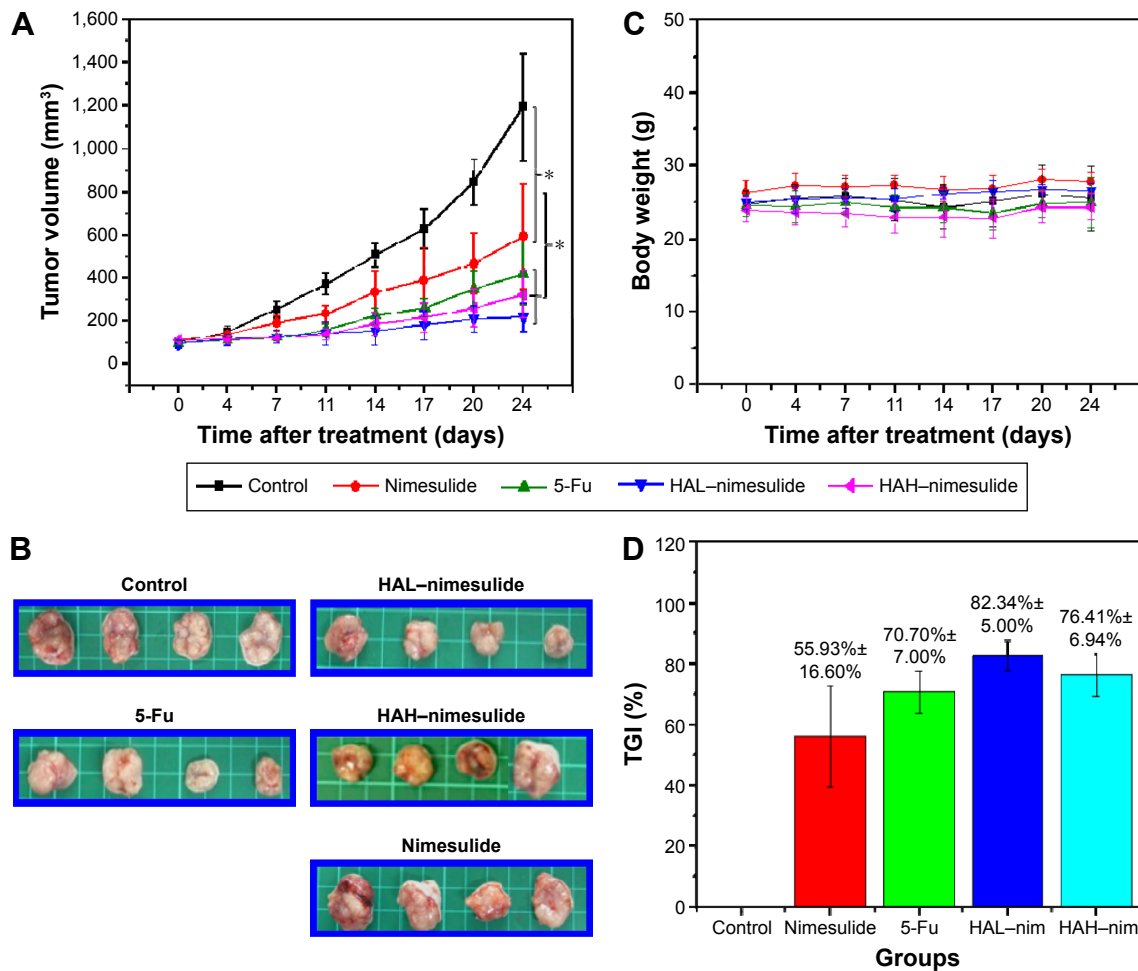 A
Tumor volume (mm³)
1,600
1,400
1,200
1,000
800
600
400
200
0
*
*
0 4 7 11 14 17 20 24
Time after treatment (days)
C
Body weight (g)
50
40
30
20
10
0
0 4 7 11 14 17 20 24
Time after treatment (days)
Control Nimesulide 5-Fu HAL–nimesulide HAH–nimesulide
B
Control
HAL–nimesulide
5-Fu
HAH–nimesulide
Nimesulide
D
TGI (%)
120
100
80
60
40
20
0
55.93%±
16.60%
70.70%±
7.00%
82.34%±
5.00%
76.41%±
6.94%
Control Nimesulide 5-Fu HAL–nim HAH–nim
Groups